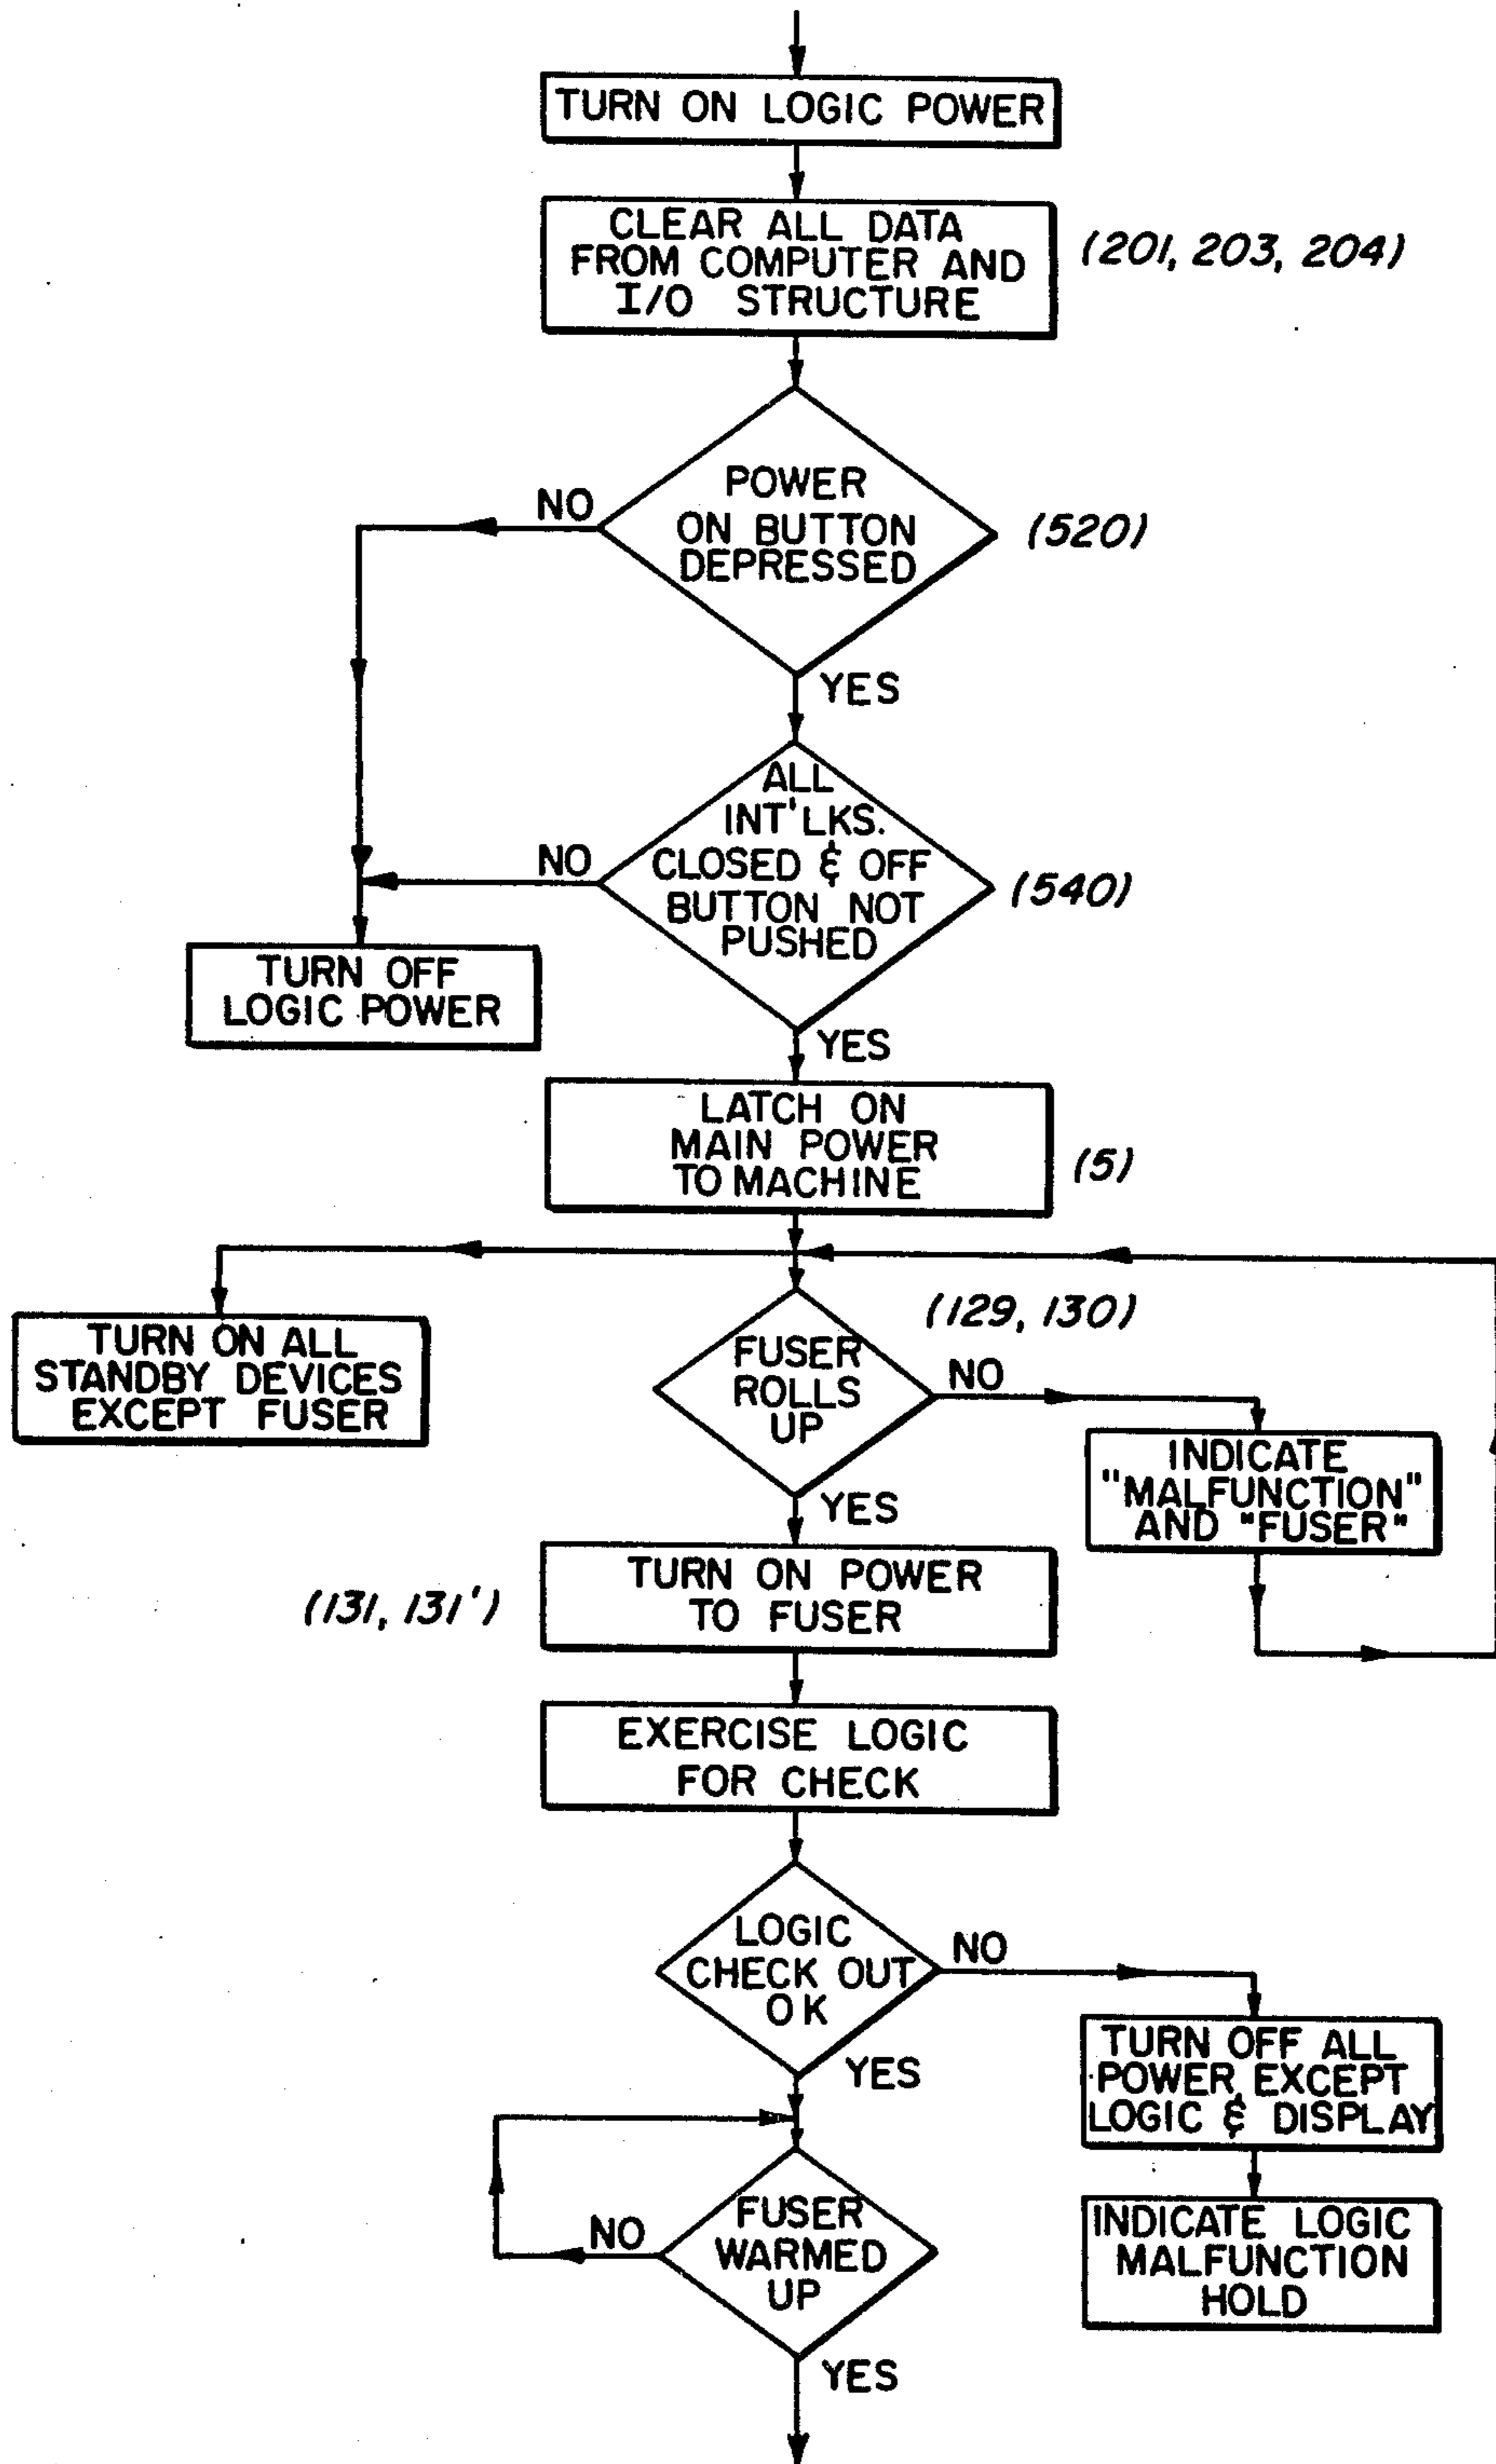 TURN ON LOGIC POWER
CLEAR ALL DATA
FROM COMPUTER AND
I/O STRUCTURE
(201, 203, 204)
POWER
ON BUTTON
DEPRESSED
(520)
NO
YES
ALL
INT'LKS.
CLOSED & OFF
BUTTON NOT
PUSHED
(540)
NO
TURN OFF
LOGIC POWER
YES
LATCH ON
MAIN POWER
TO MACHINE
(5)
TURN ON ALL
STANDBY DEVICES
EXCEPT FUSER
(129, 130)
FUSER
ROLLS
UP
NO
INDICATE
"MALFUNCTION"
AND "FUSER"
YES
TURN ON POWER
TO FUSER
(131, 131')
EXERCISE LOGIC
FOR CHECK
LOGIC
CHECK OUT
OK
NO
TURN OFF ALL
POWER EXCEPT
LOGIC & DISPLAY
INDICATE LOGIC
MALFUNCTION
HOLD
YES
FUSER
WARMED
UP
NO
YES